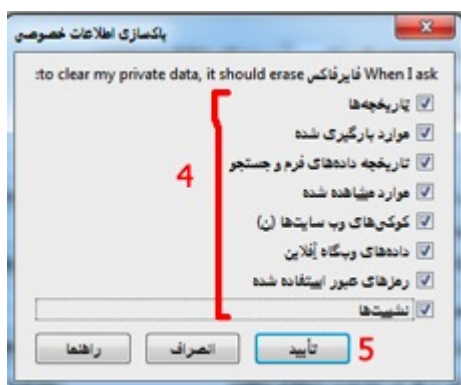 پاکسازی اطلاعات خصوصی
When I ask فایرفاکس to clear my private data, it should erase:
تاریخچه‌ها
موارد بارگیری شده
تاریخچه داده‌های فرم و جستجو
موارد مشاهده شده
کوکی‌های وب سایت‌ها (ن)
داده‌های وبگاه آفلاین
رمزهای عبور استفاده شده
نشست‌ها
4
تأیید
انصراف
راهنما
5